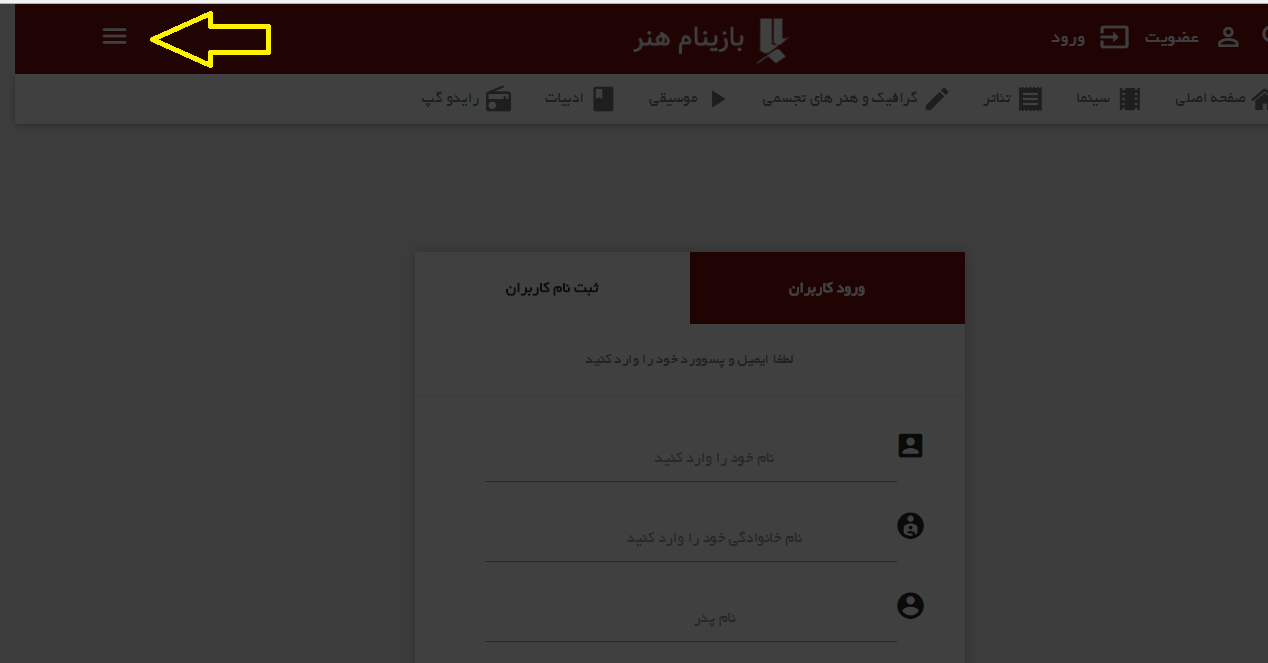 عضویت ورود بازینام هنر
صفحه اصلی سینما تئاتر گرافیک و هنر های تجسمی موسیقی ادبیات رایدو گپ
ورود کاربران ثبت نام کاربران
لطفا ایمیل و پسوورد خود را وارد کنید
نام خود را وارد کنید
نام خانوادگی خود را وارد کنید
نام پدر